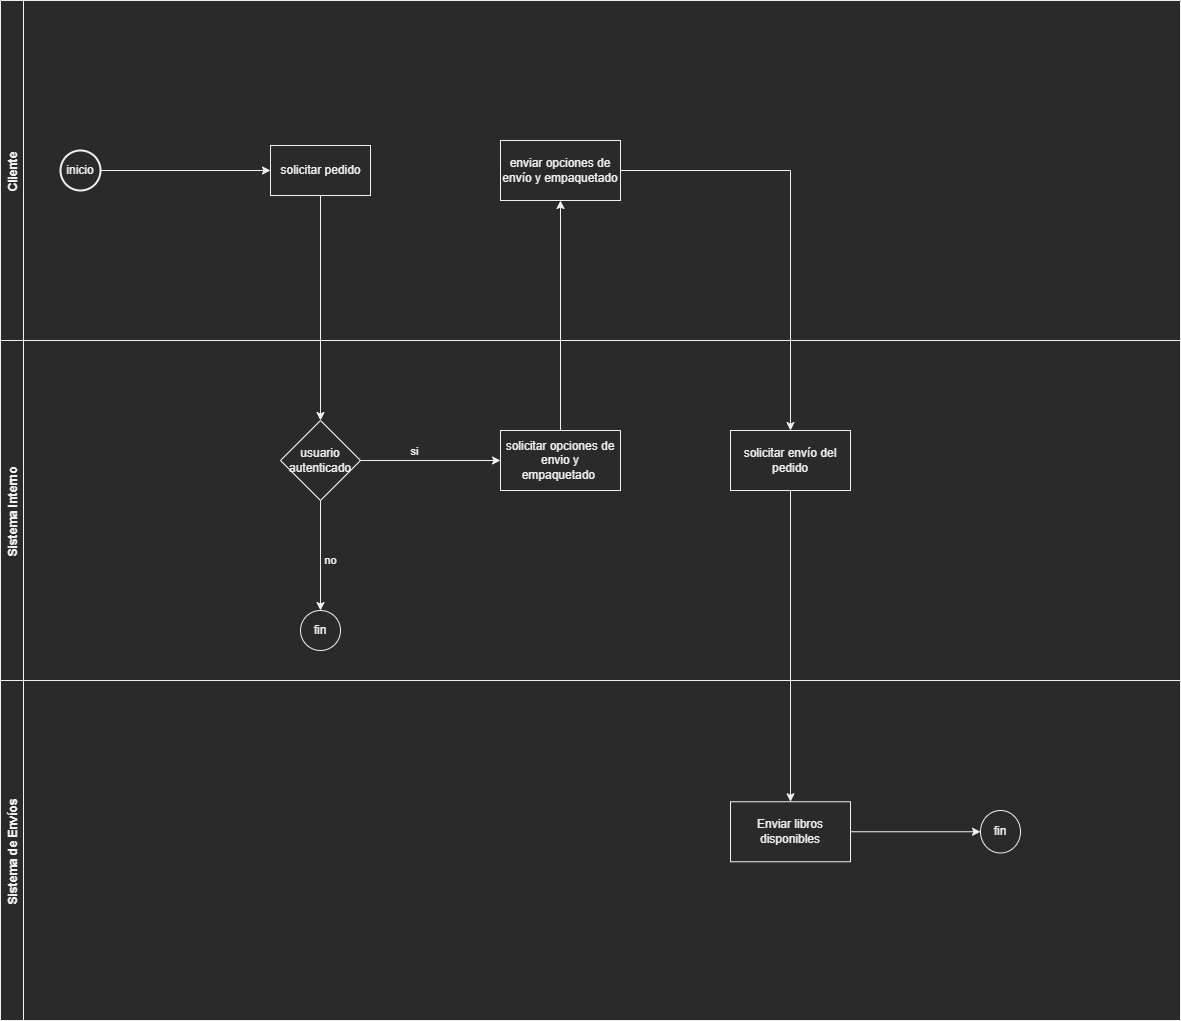 Cliente
inicio
solicitar pedido
enviar opciones de
envío y empaquetado
Sistema Interno
usuario
autenticado
si
solicitar opciones de
envio y
empaquetado
solicitar envío del
pedido
no
fin
Sistema de Envíos
Enviar libros
disponibles
fin